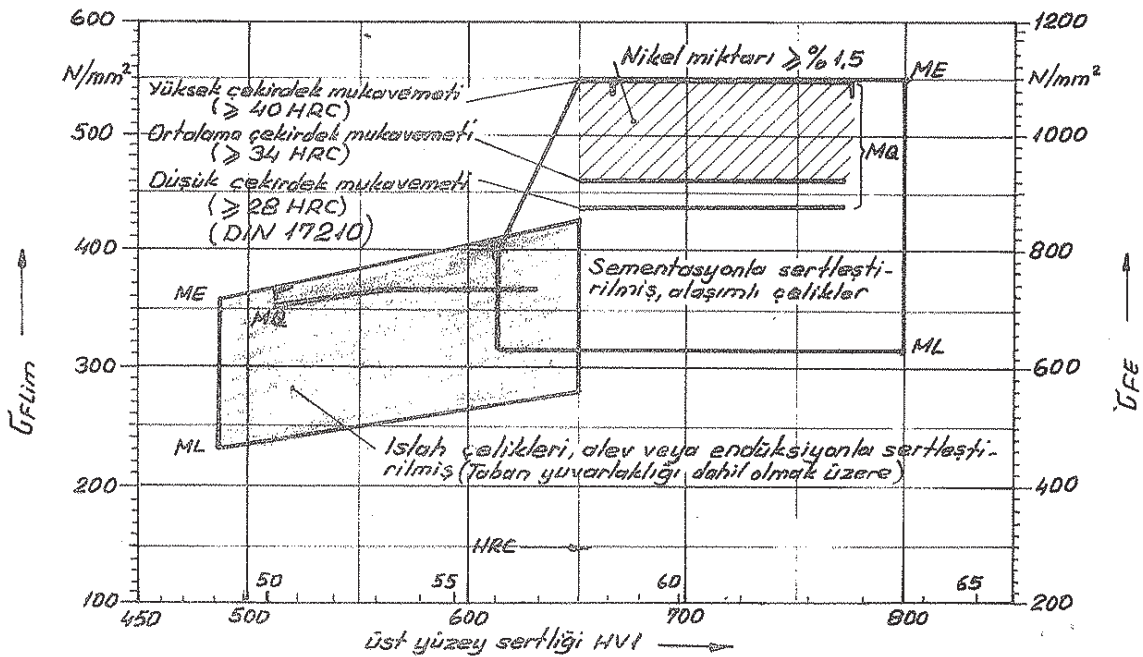 600
N/mm²
500
400
300
200
100
σFlim
1200
N/mm²
1000
800
600
400
200
σFE
Nikel miktarı ≥ % 1,5
ME
Yüksek çekirdek mukavemeti
(≥ 40 HRC)
Ortalama çekirdek mukavemeti
(≥ 34 HRC)
MQ
Düşük çekirdek mukavemeti
(≥ 28 HRC)
(DIN 17210)
Sementasyonla sertleşti-
rilmiş, alaşımlı çelikler
ME
MQ
ML
ML
Islah çelikleri, alev veya endüksiyonla sertleşti-
rilmiş (Taban yuvarlaklığı dahil olmak üzere)
HRE
50 55 60 65
450 500 600 700 800
üst yüzey sertliği HV1